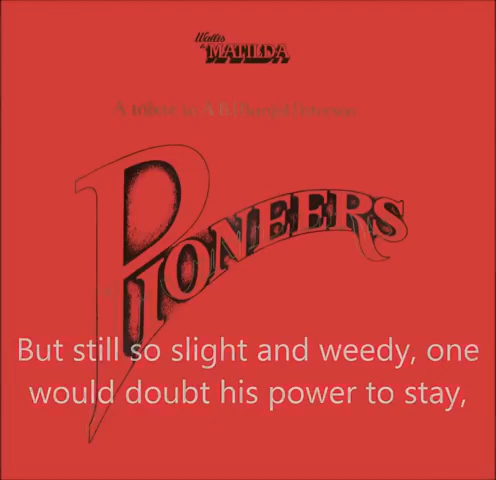 Wallis
& MATILDA
A tribute to A B (Banjo) Paterson
PIONEERS
But still so slight and weedy, one
would doubt his power to stay,